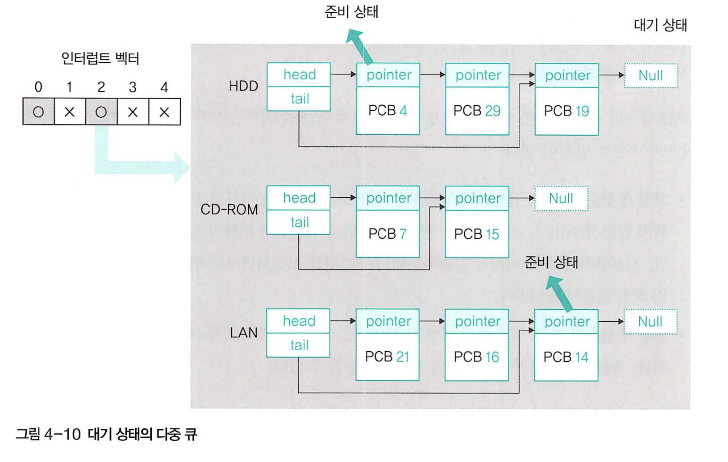 준비 상태
대기 상태
인터럽트 벡터
0 1 2 3 4
○ × ○ × ×
HDD
head
tail
pointer
PCB 4
pointer
PCB 29
pointer
PCB 19
Null
CD-ROM
head
tail
pointer
PCB 7
pointer
PCB 15
Null
준비 상태
LAN
head
tail
pointer
PCB 21
pointer
PCB 16
pointer
PCB 14
Null
그림 4-10 대기 상태의 다중 큐